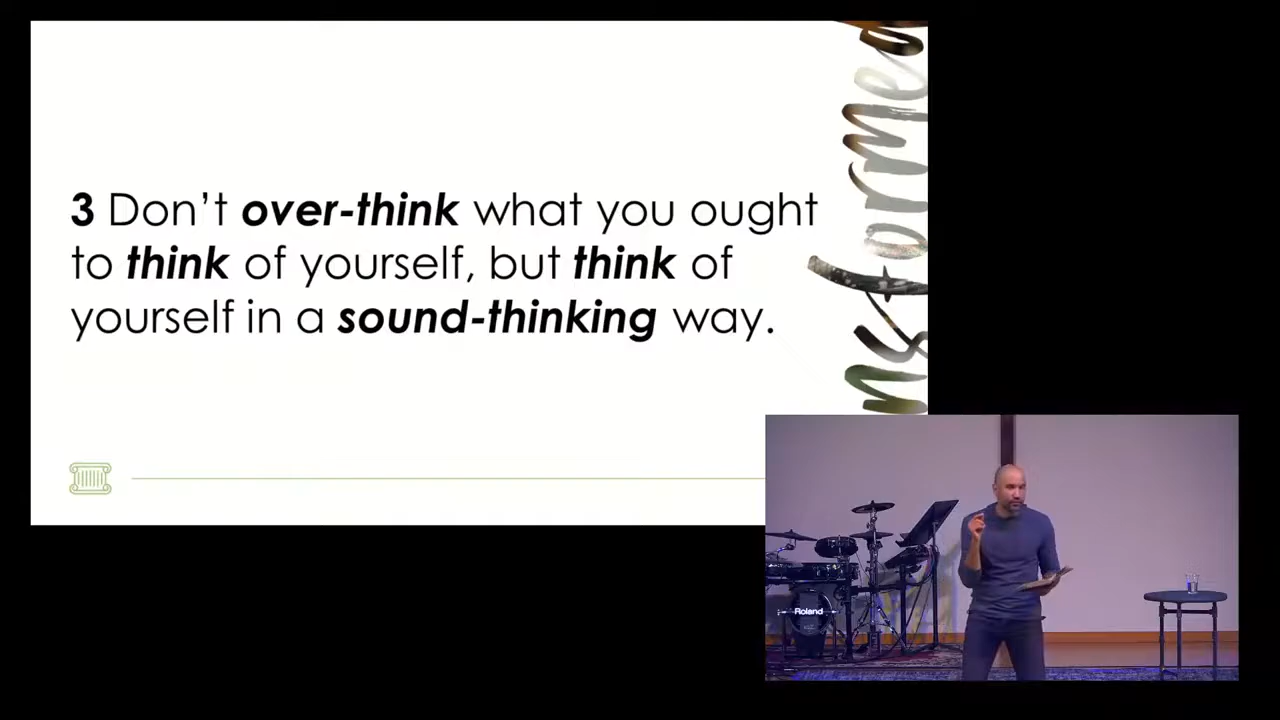 3 Don’t over-think what you ought
to think of yourself, but think of
yourself in a sound-thinking way.
nsformed
Roland